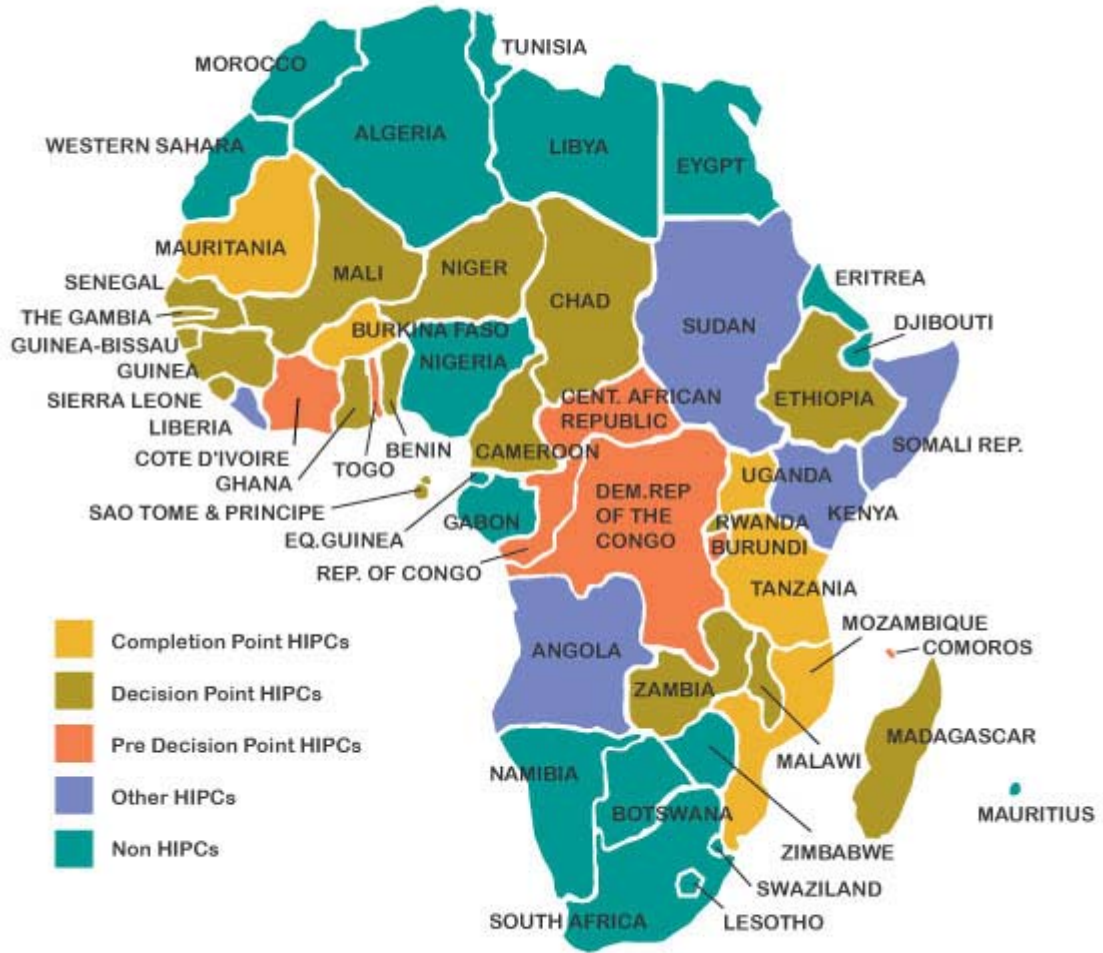 TUNISIA
MOROCCO
ALGERIA
LIBYA
WESTERN SAHARA
EYGPT
MAURITANIA
MALI
NIGER
CHAD
SENEGAL
ERITREA
THE GAMBIA
BURKINA FASO
SUDAN
DJIBOUTI
GUINEA-BISSAU
NIGERIA
GUINEA
CENT. AFRICAN
REPUBLIC
ETHIOPIA
SIERRA LEONE
LIBERIA
SOMALI REP.
COTE D'IVOIRE
TOGO
BENIN
CAMEROON
GHANA
UGANDA
SAO TOME & PRINCIPE
DEM.REP
OF THE
CONGO
KENYA
GABON
RWANDA
EQ.GUINEA
BURUNDI
REP. OF CONGO
TANZANIA
MOZAMBIQUE
COMOROS
ANGOLA
ZAMBIA
MADAGASCAR
MALAWI
NAMIBIA
BOTSWANA
MAURITIUS
ZIMBABWE
SWAZILAND
SOUTH AFRICA
LESOTHO
Completion Point HIPCs
Decision Point HIPCs
Pre Decision Point HIPCs
Other HIPCs
Non HIPCs